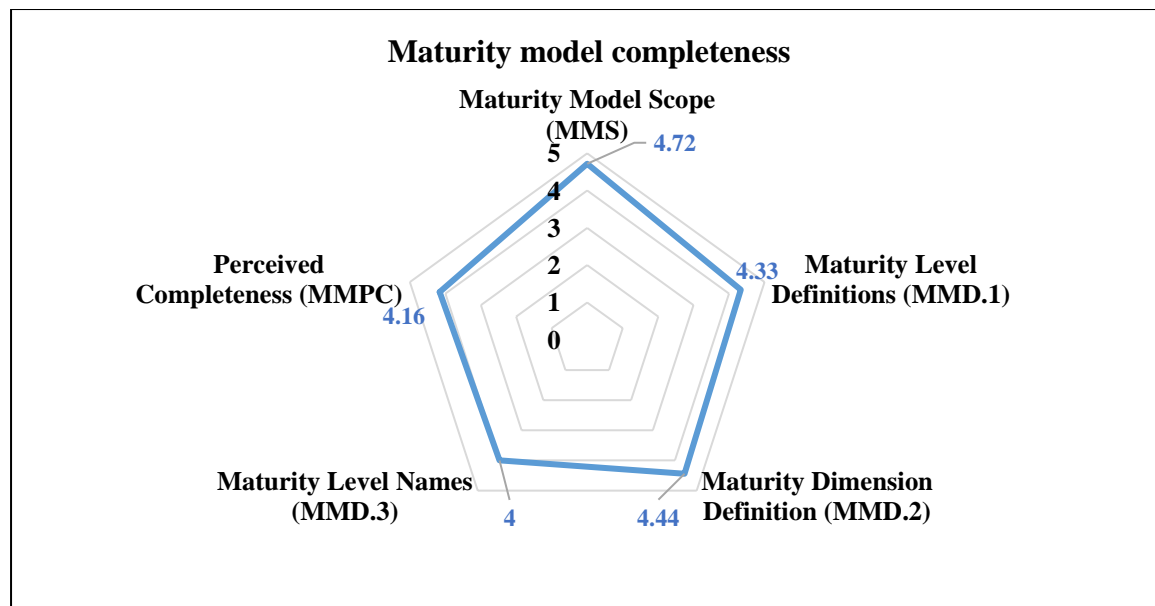 Maturity model completeness
Maturity Model Scope
(MMS)
4.72
5
4
3
2
1
0
Perceived
Completeness (MMPC)
4.16
4.33
Maturity Level
Definitions (MMD.1)
Maturity Level Names
(MMD.3)
4
4.44
Maturity Dimension
Definition (MMD.2)